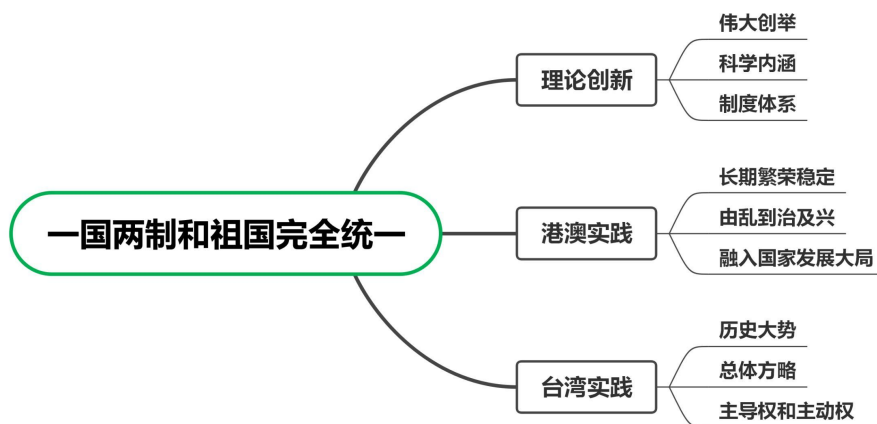 一国两制和祖国完全统一
理论创新
伟大创举
科学内涵
制度体系
港澳实践
长期繁荣稳定
由乱到治及兴
融入国家发展大局
台湾实践
历史大势
总体方略
主导权和主动权